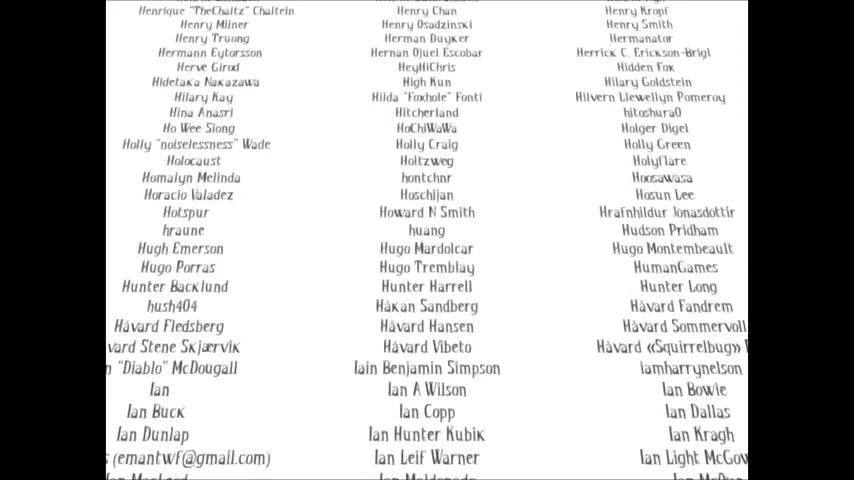 Henrique "TheChaltz" Chaltein Henry Chan Henry Kropf
Henry Milner Henry Osadzinski Henry Smith
Henry Truong Herman Duyker Hermanator
Hermann Eytorsson Hernan Ojuel Escobar Herrick C. Erickson-Brigl
Herve Girod HeyHiChris Hidden Fox
Hidetaka Nakazawa High Kun Hilary Goldstein
Hilary Kay Hilda "Foxhole" Fonti Hilvern Llewellyn Pomeroy
Hina Anasri Hitcherland hitoshura0
Ho Wee Siong HoChiWaWa Holger Digel
Holly "noiselessness" Wade Holly Craig Holly Green
Holocaust Holtzweg Holyflare
Homalyn Melinda hontchnr Hoosawasa
Horacio Valadez Hoschijan Hosun Lee
Hotspur Howard N Smith Hrafnhildur Jonasdottir
hraune huang Hudson Pridham
Hugh Emerson Hugo Mardolcar Hugo Montembeault
Hugo Porras Hugo Tremblay HumanGames
Hunter Backlund Hunter Harrell Hunter Long
hush404 Håkan Sandberg Håvard Fandrem
Håvard Fledsberg Håvard Hansen Håvard Sommervoll
vard Stene Skjærvik Håvard Vibeto Håvard «Squirrelbug»
n "Diablo" McDougall Iain Benjamin Simpson iamharrynelson
Ian Ian A Wilson Ian Bowie
Ian Buck Ian Copp Ian Dallas
Ian Dunlap Ian Hunter Kubik Ian Kragh
s (emantwf@gmail.com) Ian Leif Warner Ian Light McGov